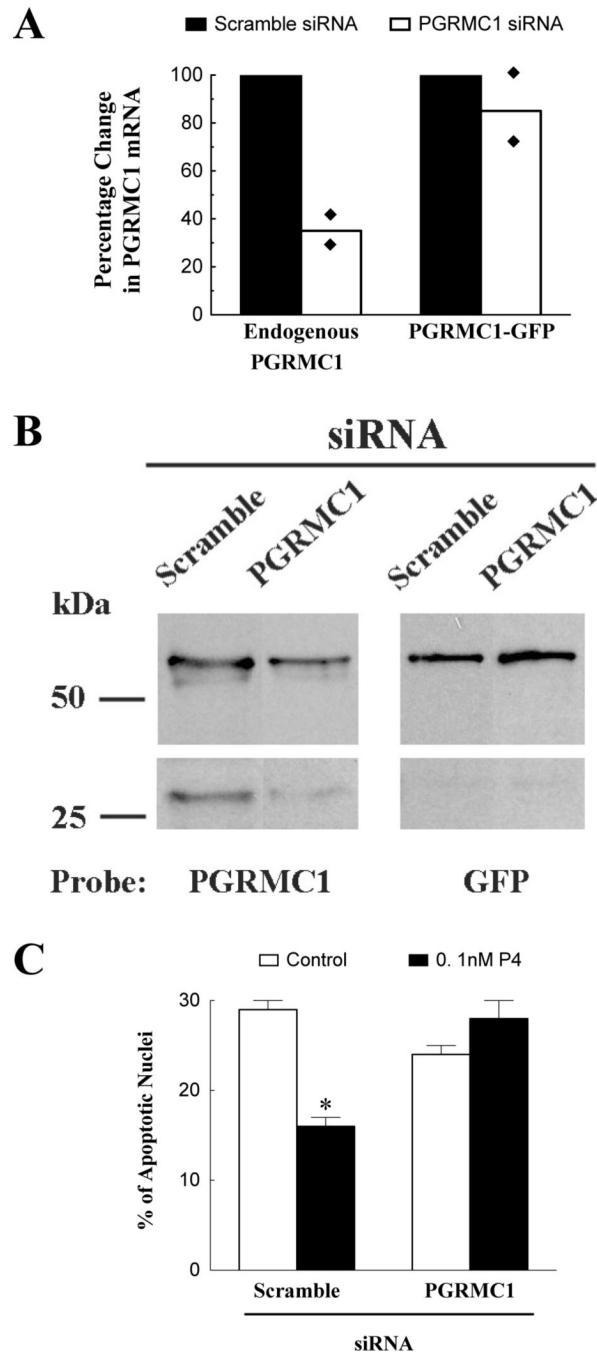 A
Scramble siRNA PGRMC1 siRNA
Percentage Change
in PGRMC1 mRNA
100
80
60
40
20
0
Endogenous
PGRMC1
PGRMC1-GFP
B
siRNA
Scramble PGRMC1 Scramble PGRMC1
kDa
50
25
Probe: PGRMC1 GFP
C
Control 0. 1nM P4
% of Apoptotic Nuclei
30
20
10
0
*
Scramble PGRMC1
siRNA